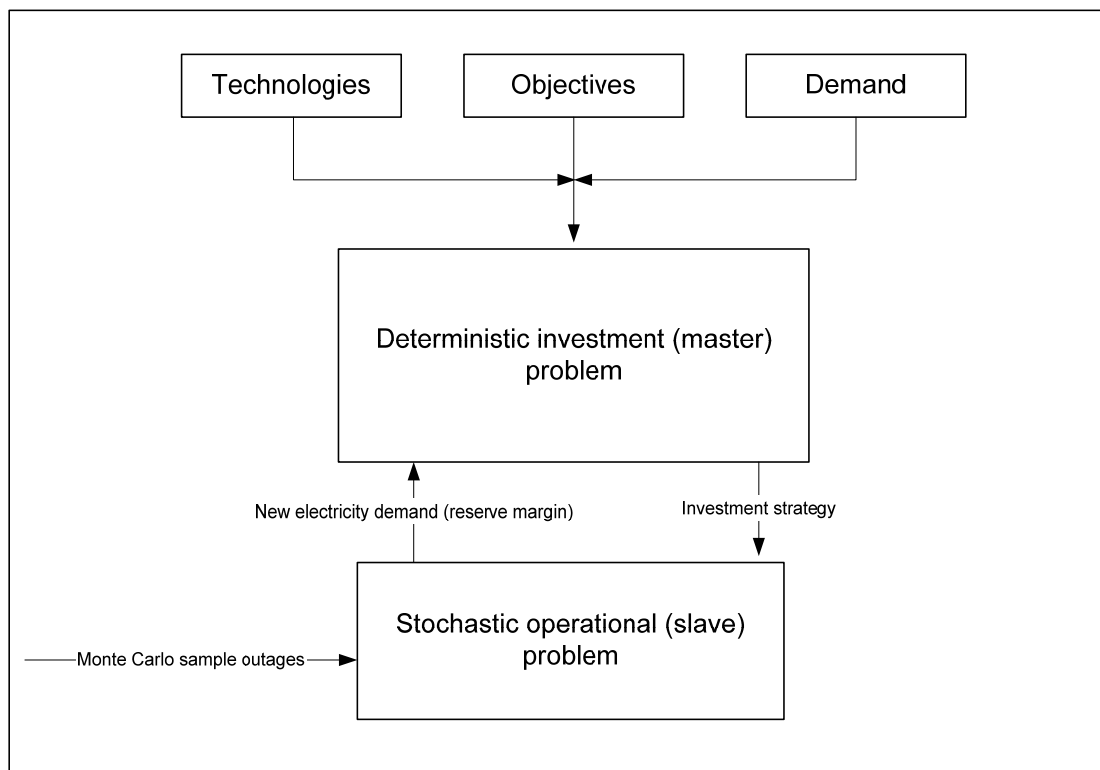 Technologies
Objectives
Demand
Deterministic investment (master)
problem
New electricity demand (reserve margin)
Investment strategy
Stochastic operational (slave)
problem
Monte Carlo sample outages